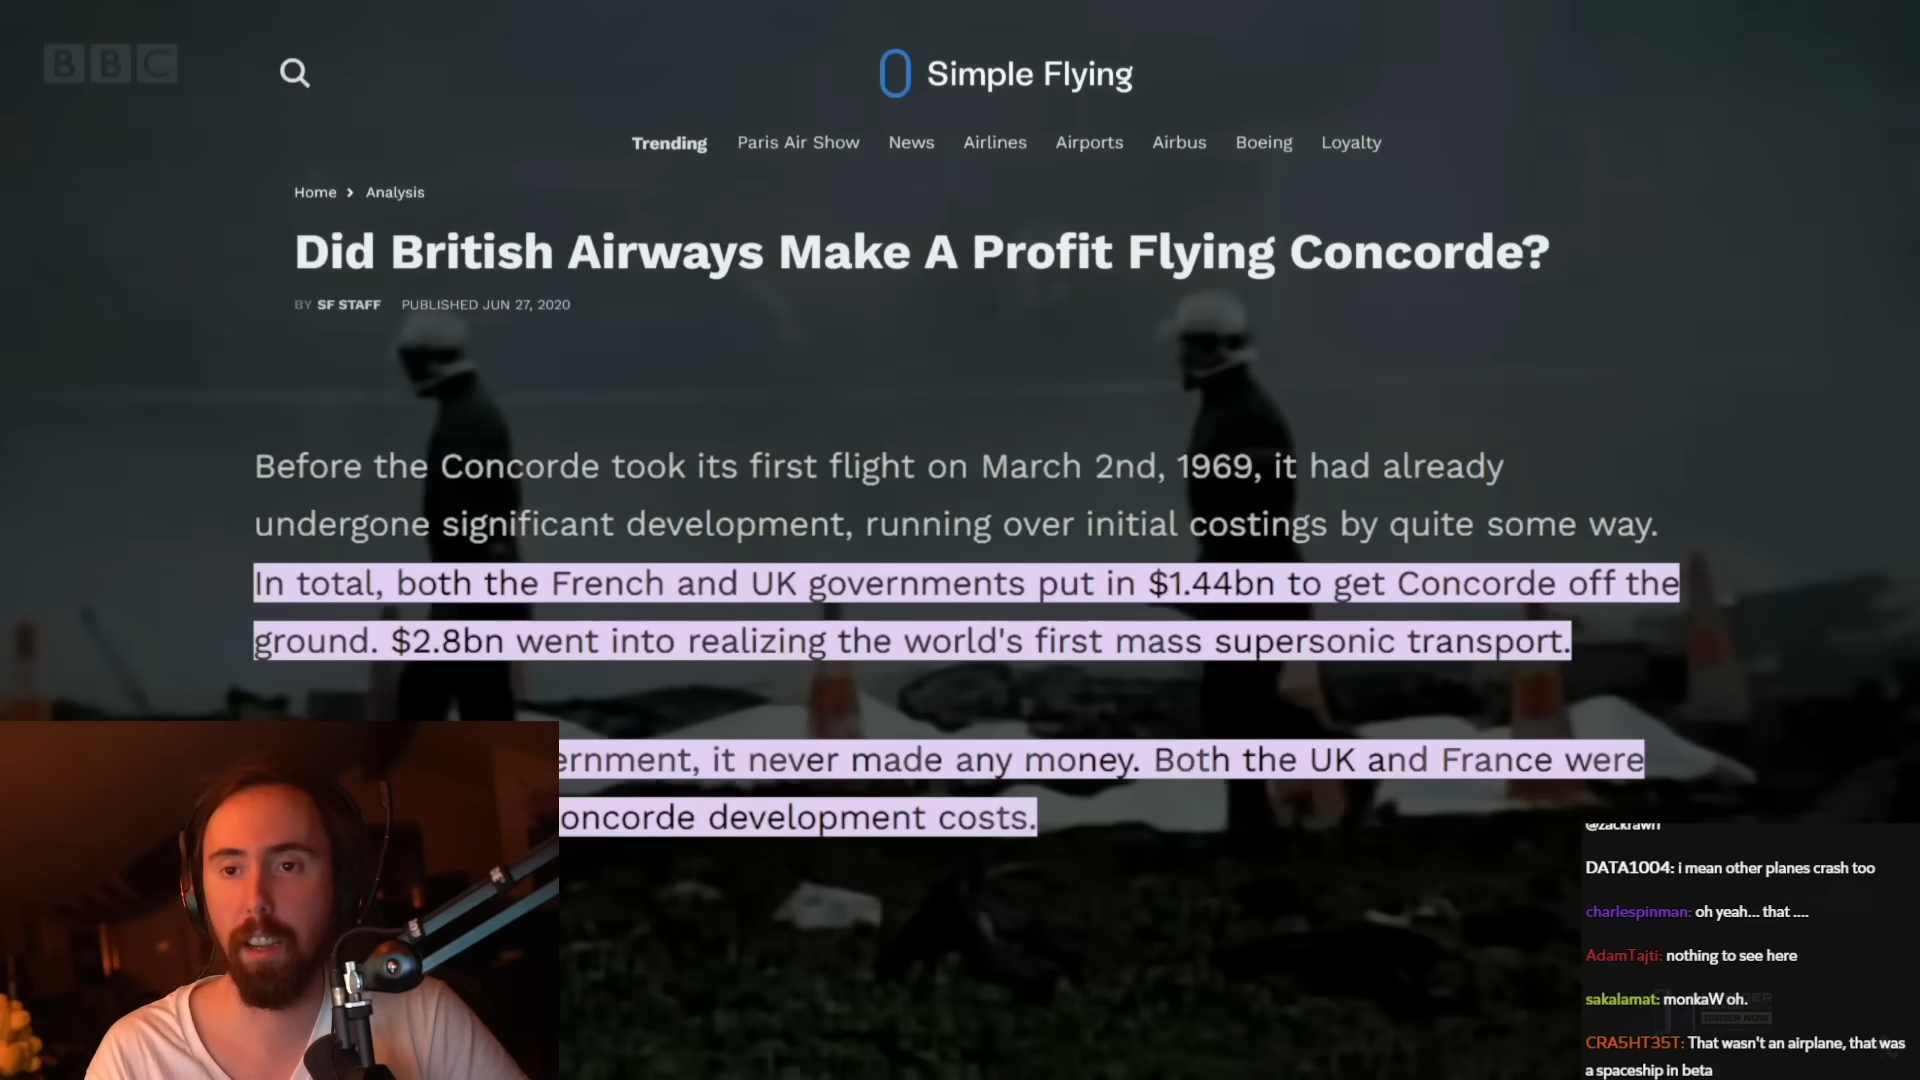 BBC
Simple Flying
Trending Paris Air Show News Airlines Airports Airbus Boeing Loyalty
Home > Analysis
Did British Airways Make A Profit Flying Concorde?
BY SF STAFF PUBLISHED JUN 27, 2020
Before the Concorde took its first flight on March 2nd, 1969, it had already
undergone significant development, running over initial costings by quite some way.
In total, both the French and UK governments put in $1.44bn to get Concorde off the
ground. $2.8bn went into realizing the world's first mass supersonic transport.
ernment, it never made any money. Both the UK and France were
oncorde development costs.
@zackrawrr
DATA1004: i mean other planes crash too
charlespinman: oh yeah... that ....
AdamTajti: nothing to see here
sakalamat: monkaW oh.
ORDER NOW
CRA5HT35T: That wasn't an airplane, that was
a spaceship in beta